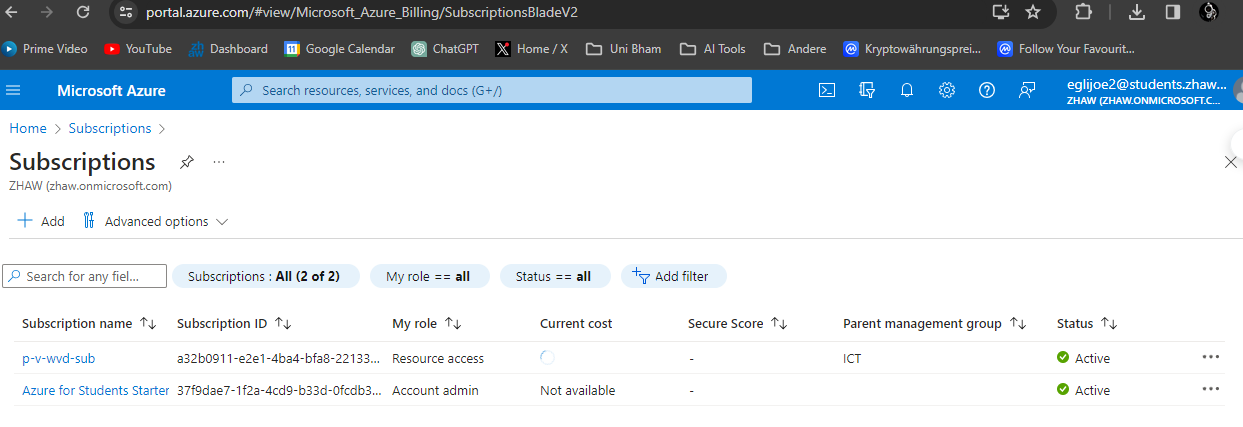 portal.azure.com/#view/Microsoft_Azure_Billing/SubscriptionsBladeV2
Prime Video YouTube Dashboard Google Calendar ChatGPT Home / X Uni Bham AI Tools Andere Kryptowährungsprei... Follow Your Favourit...
Microsoft Azure Search resources, services, and docs (G+/) eglijoe2@students.zhaw...
ZHAW (ZHAW.ONMICROSOFT.C...
Home > Subscriptions >
Subscriptions ...
ZHAW (zhaw.onmicrosoft.com)
+ Add Advanced options
Search for any fiel... Subscriptions : All (2 of 2) My role == all Status == all Add filter
Subscription name Subscription ID My role Current cost Secure Score Parent management group Status
p-v-wvd-sub a32b0911-e2e1-4ba4-bfa8-22133... Resource access - ICT Active ...
Azure for Students Starter 37f9dae7-1f2a-4cd9-b33d-0fcdb3... Account admin Not available - Active ...